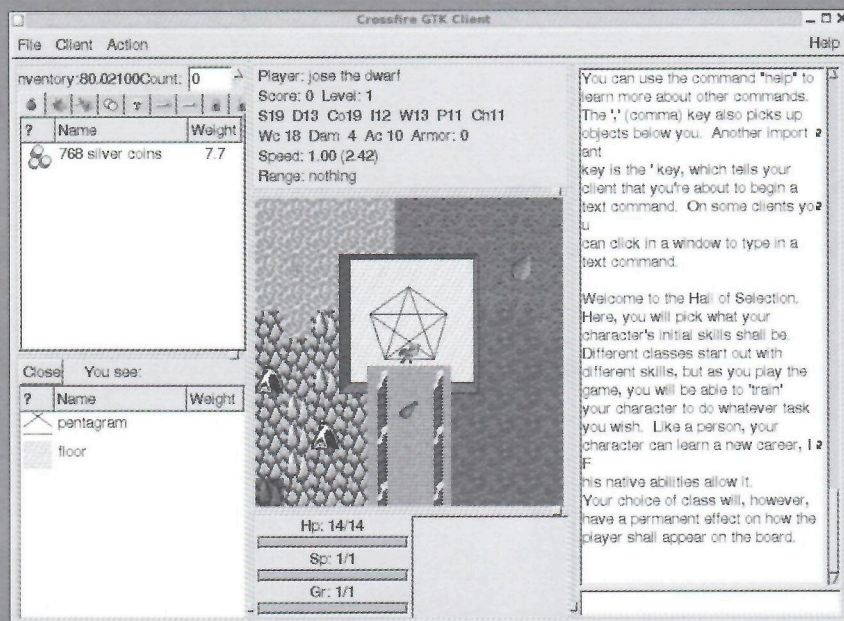 Crossfire GTK Client
File Client Action Help
nventory:80.02100Count: 0
? Name Weight
768 silver coins 7.7
Close You see:
? Name Weight
pentagram
floor
Player: jose the dwarf
Score: 0 Level: 1
S19 D13 Co19 I12 W13 P11 Ch11
Wc 18 Dam 4 Ac 10 Armor: 0
Speed: 1.00 (2.42)
Range: nothing
Hp: 14/14
Sp: 1/1
Gr: 1/1
You can use the command "help" to
learn more about other commands.
The ',' (comma) key also picks up
objects below you. Another import
ant
key is the ' key, which tells your
client that you're about to begin a
text command. On some clients yo
u
can click in a window to type in a
text command.
Welcome to the Hall of Selection.
Here, you will pick what your
character's initial skills shall be.
Different classes start out with
different skills, but as you play the
game, you will be able to 'train'
your character to do whatever task
you wish. Like a person, your
character can learn a new career, I
F
his native abilities allow it.
Your choice of class will, however,
have a permanent effect on how the
player shall appear on the board.